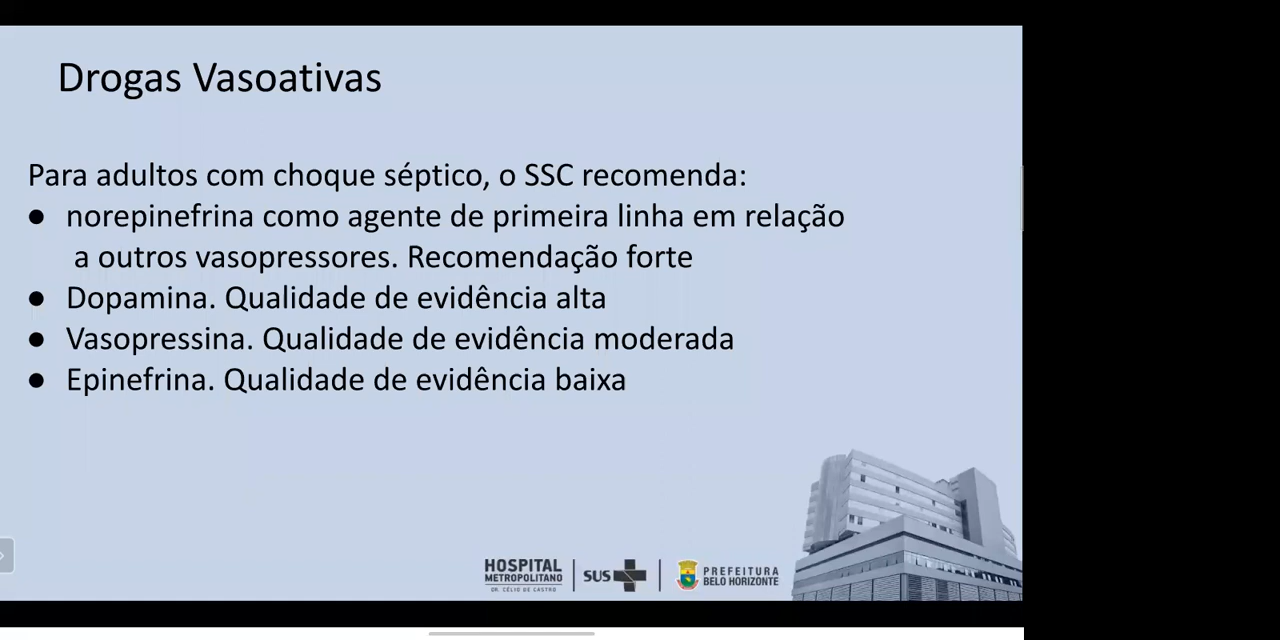 Drogas Vasoativas
Para adultos com choque séptico, o SSC recomenda:
● norepinefrina como agente de primeira linha em relação
a outros vasopressores. Recomendação forte
● Dopamina. Qualidade de evidência alta
● Vasopressina. Qualidade de evidência moderada
● Epinefrina. Qualidade de evidência baixa
HOSPITAL
METROPOLITANO
DR. CÉLIO DE CASTRO
SUS
PREFEITURA
BELO HORIZONTE